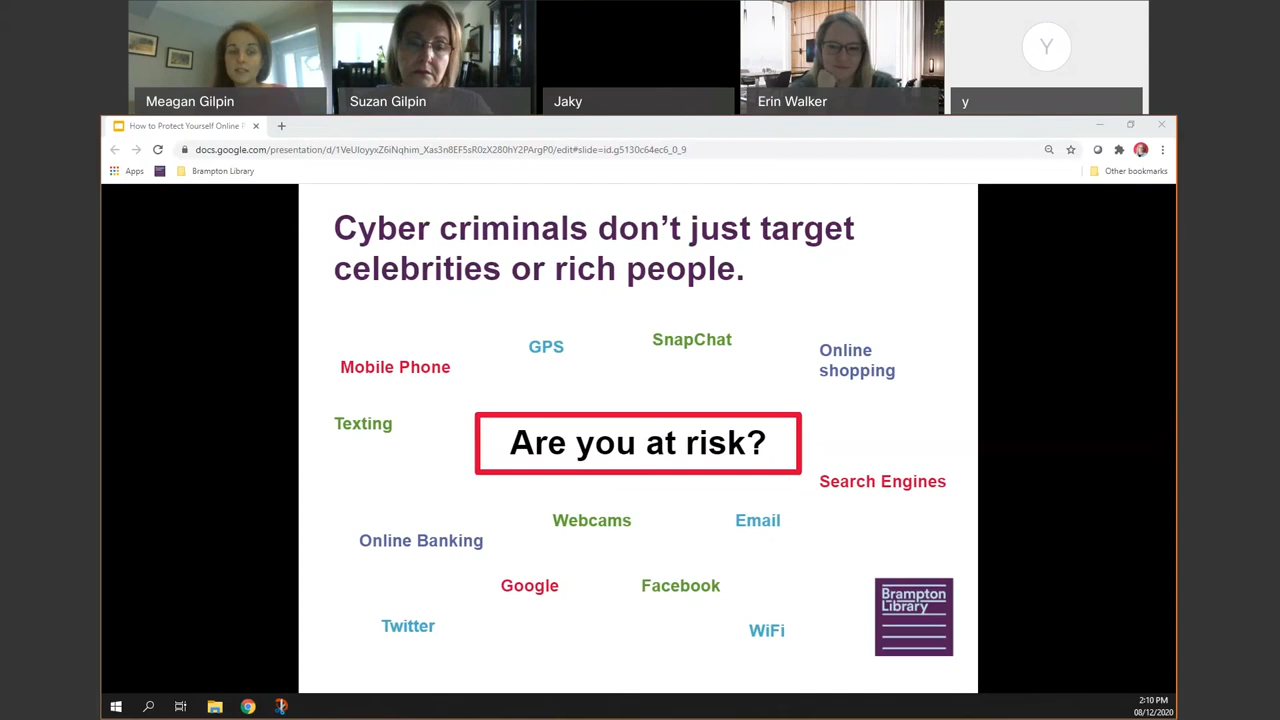 Y
Meagan Gilpin
Suzan Gilpin
Jaky
Erin Walker
y
How to Protect Yourself Online
docs.google.com/presentation/d/1VeUloyyxZ6iNqhim_Xas3n8EF5sR0zX280hY2PArgP0/edit#slide=id.g5130c64ec6_0_9
Apps
Brampton Library
Other bookmarks
Cyber criminals don’t just target
celebrities or rich people.
GPS
SnapChat
Online
shopping
Mobile Phone
Texting
Are you at risk?
Search Engines
Webcams
Email
Online Banking
Google
Facebook
Brampton
Library
Twitter
WiFi
2:10 PM
08/12/2020